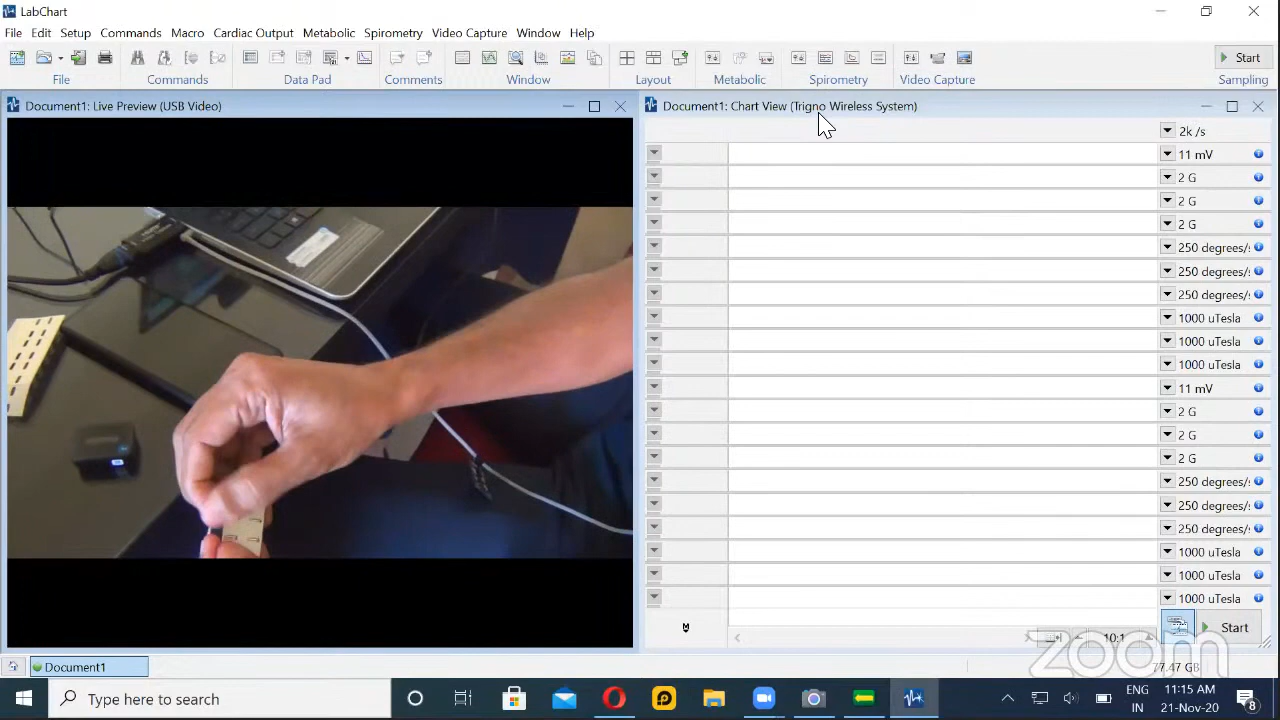 LabChart
File Edit Setup Commands Macro Cardiac Output Metabolic Spirometry Video Capture Window Help
Start
File Commands Data Pad Comments Window Layout Metabolic Spirometry Video Capture Sampling
Document1: Live Preview (USB Video)
Document1: Chart View (Trigno Wireless System)
2k /s
11 mV
2 G
2 G
2 G
250 degrees/
250 degrees/
250 degrees/
1000 uTesla
1000 uTesla
1000 uTesla
11 mV
2 G
2 G
2 G
250 degrees/
250 degrees/
250 degrees/
1000 uTesla
1000 uTesla
1000 uTesla
Start
10:1
zoom
Document1
77.47 GB
Type here to search
ENG
IN
11:15 AM
21-Nov-20
8